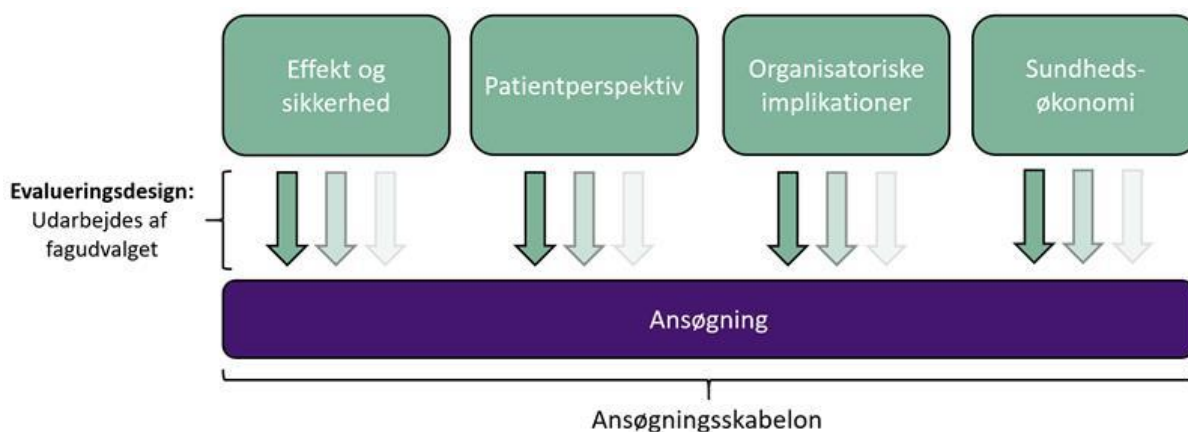 Effekt og
sikkerhed
Patientperspektiv
Organisatoriske
implikationer
Sundheds-
økonomi
Evalueringsdesign:
Udarbejdes af
fagudvalget
Ansøgning
Ansøgningsskabelon